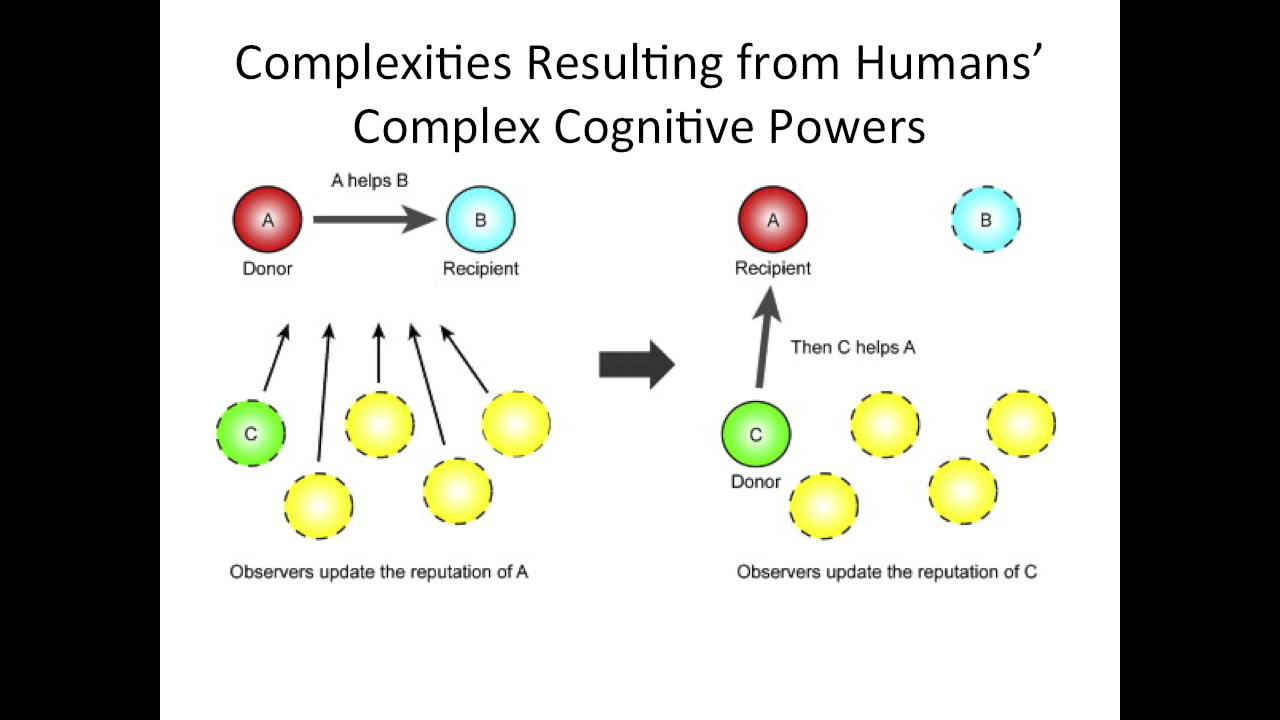 Complexities Resulting from Humans’
Complex Cognitive Powers
A helps B
A
B
Donor
Recipient
C
Observers update the reputation of A
A
B
Recipient
Then C helps A
C
Donor
Observers update the reputation of C